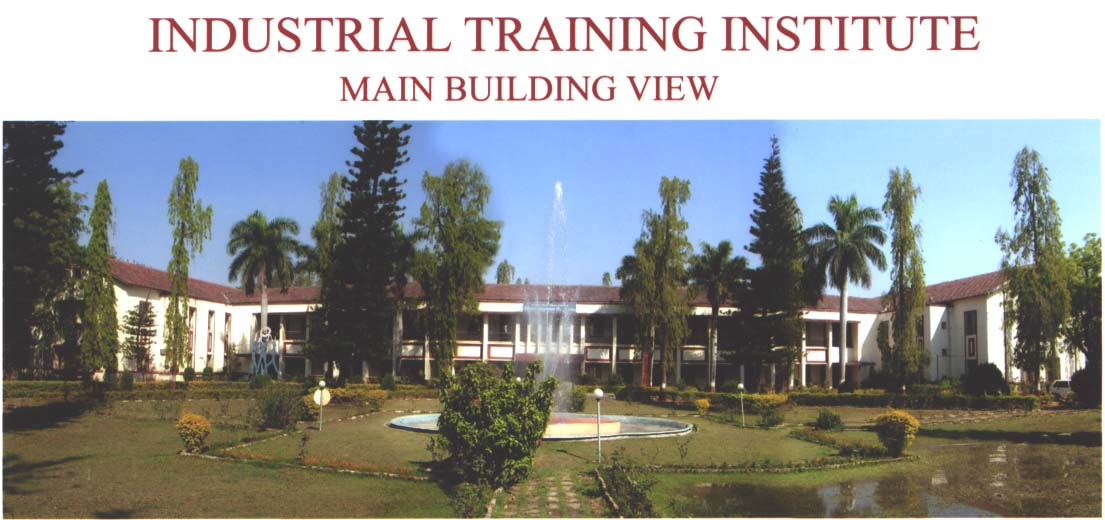 INDUSTRIAL TRAINING INSTITUTE
MAIN BUILDING VIEW